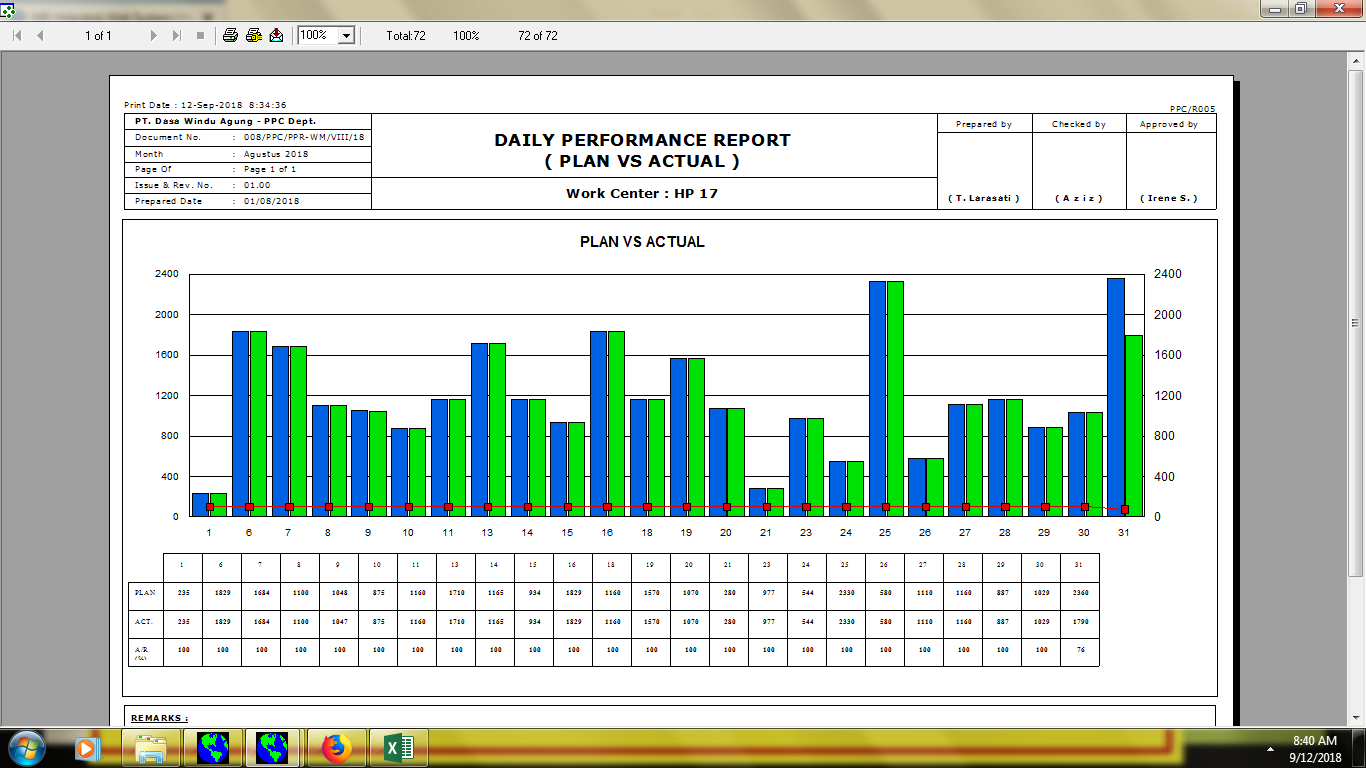 1 of 1 100% Total:72 100% 72 of 72
Print Date : 12-Sep-2018 8:34:36
PPC/R005
PT. Dasa Windu Agung - PPC Dept.
Document No. : 008/PPC/PPR-WM/VIII/18
Month : Agustus 2018
Page Of : Page 1 of 1
Issue & Rev. No. : 01.00
Prepared Date : 01/08/2018
DAILY PERFORMANCE REPORT
( PLAN VS ACTUAL )
Work Center : HP 17
Prepared by Checked by Approved by
( T. Larasati ) ( A z i z ) ( Irene S. )
PLAN VS ACTUAL
2400 2400
2000 2000
1600 1600
1200 1200
800 800
400 400
0 0
1 6 7 8 9 10 11 13 14 15 16 18 19 20 21 23 24 25 26 27 28 29 30 31
1 6 7 8 9 10 11 13 14 15 16 18 19 20 21 23 24 25 26 27 28 29 30 31
PLAN 235 1829 1684 1100 1048 875 1160 1710 1165 934 1829 1160 1570 1070 280 977 544 2330 580 1110 1160 887 1029 2360
ACT. 235 1829 1684 1100 1047 875 1160 1710 1165 934 1829 1160 1570 1070 280 977 544 2330 580 1110 1160 887 1029 1790
A/R 100 100 100 100 100 100 100 100 100 100 100 100 100 100 100 100 100 100 100 100 100 100 100 76
(%)
REMARKS :
8:40 AM
9/12/2018